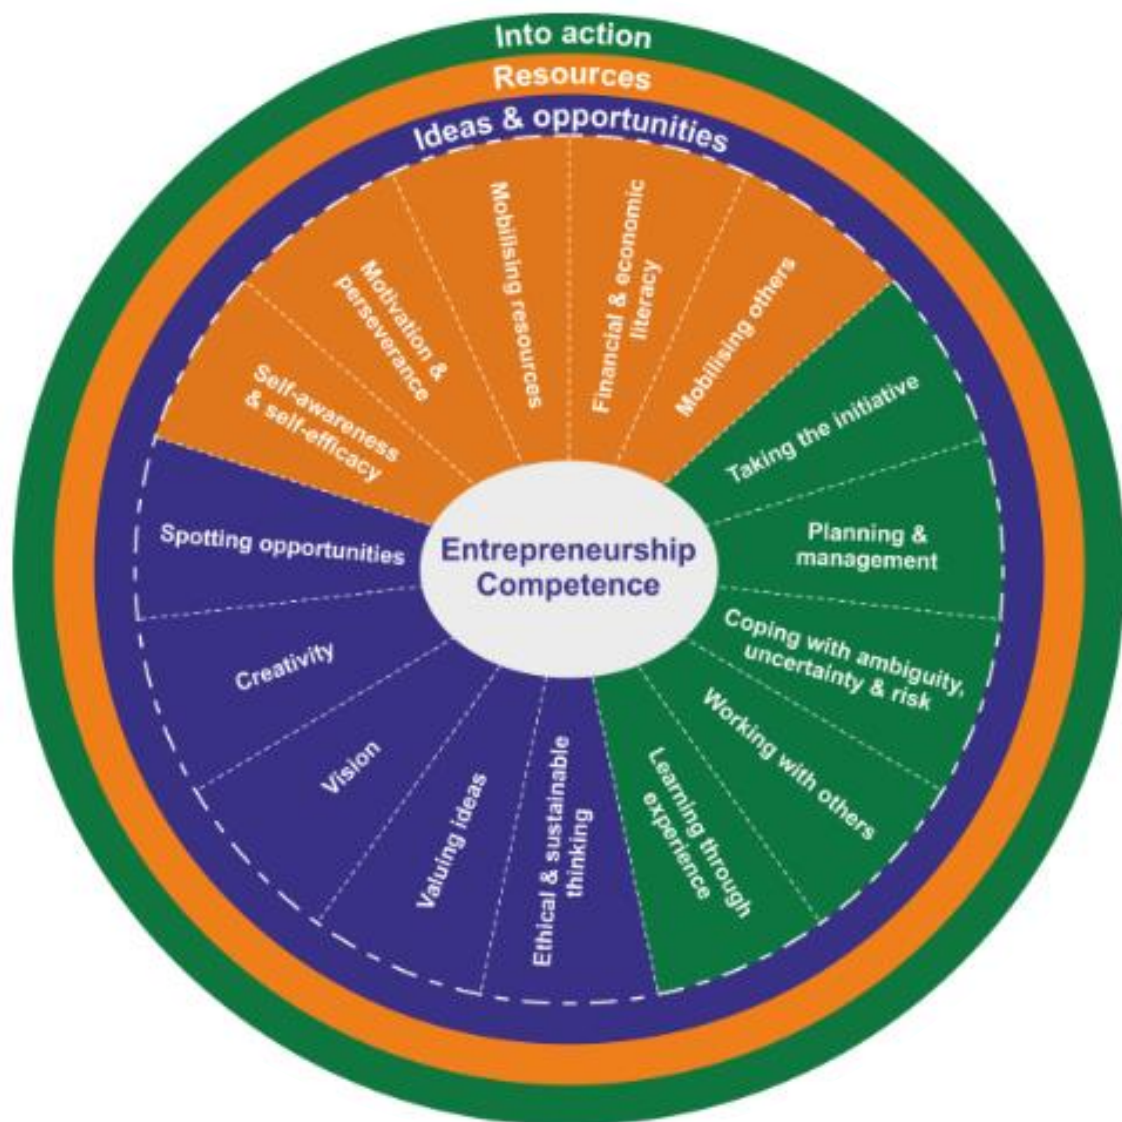 Into action
Resources
Ideas & opportunities
Mobilising resources
Financial & economic
literacy
Mobilising others
Motivation &
perseverance
Self-awareness
& self-efficacy
Taking the initiative
Planning &
management
Coping with ambiguity,
uncertainty & risk
Working with others
Learning through
experience
Ethical & sustainable
thinking
Valuing ideas
Vision
Creativity
Spotting opportunities
Entrepreneurship
Competence